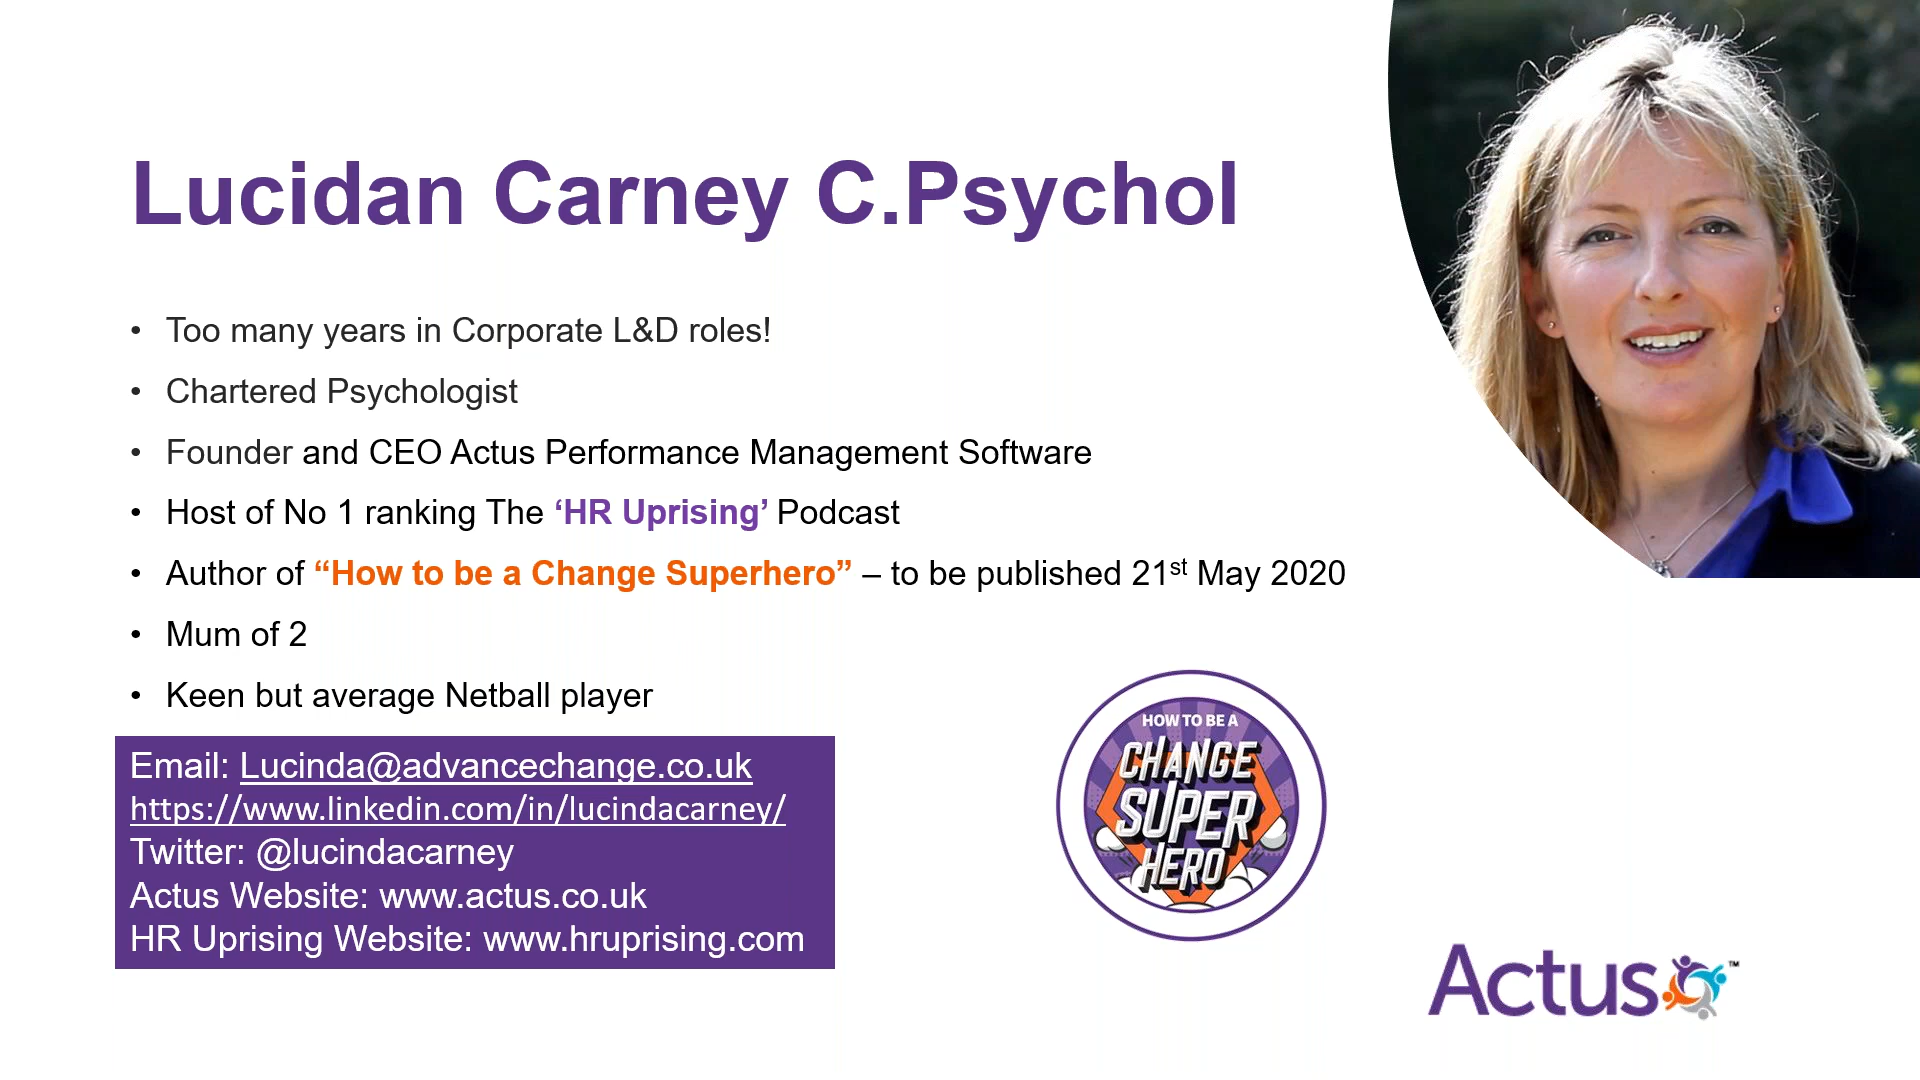 Lucidan Carney C.Psychol
• Too many years in Corporate L&D roles!
• Chartered Psychologist
• Founder and CEO Actus Performance Management Software
• Host of No 1 ranking The ‘HR Uprising’ Podcast
• Author of “How to be a Change Superhero” – to be published 21st May 2020
• Mum of 2
• Keen but average Netball player
Email: Lucinda@advancechange.co.uk
https://www.linkedin.com/in/lucindacarney/
Twitter: @lucindacarney
Actus Website: www.actus.co.uk
HR Uprising Website: www.hruprising.com
HOW TO BE A
CHANGE
SUPER
HERO
Actus™